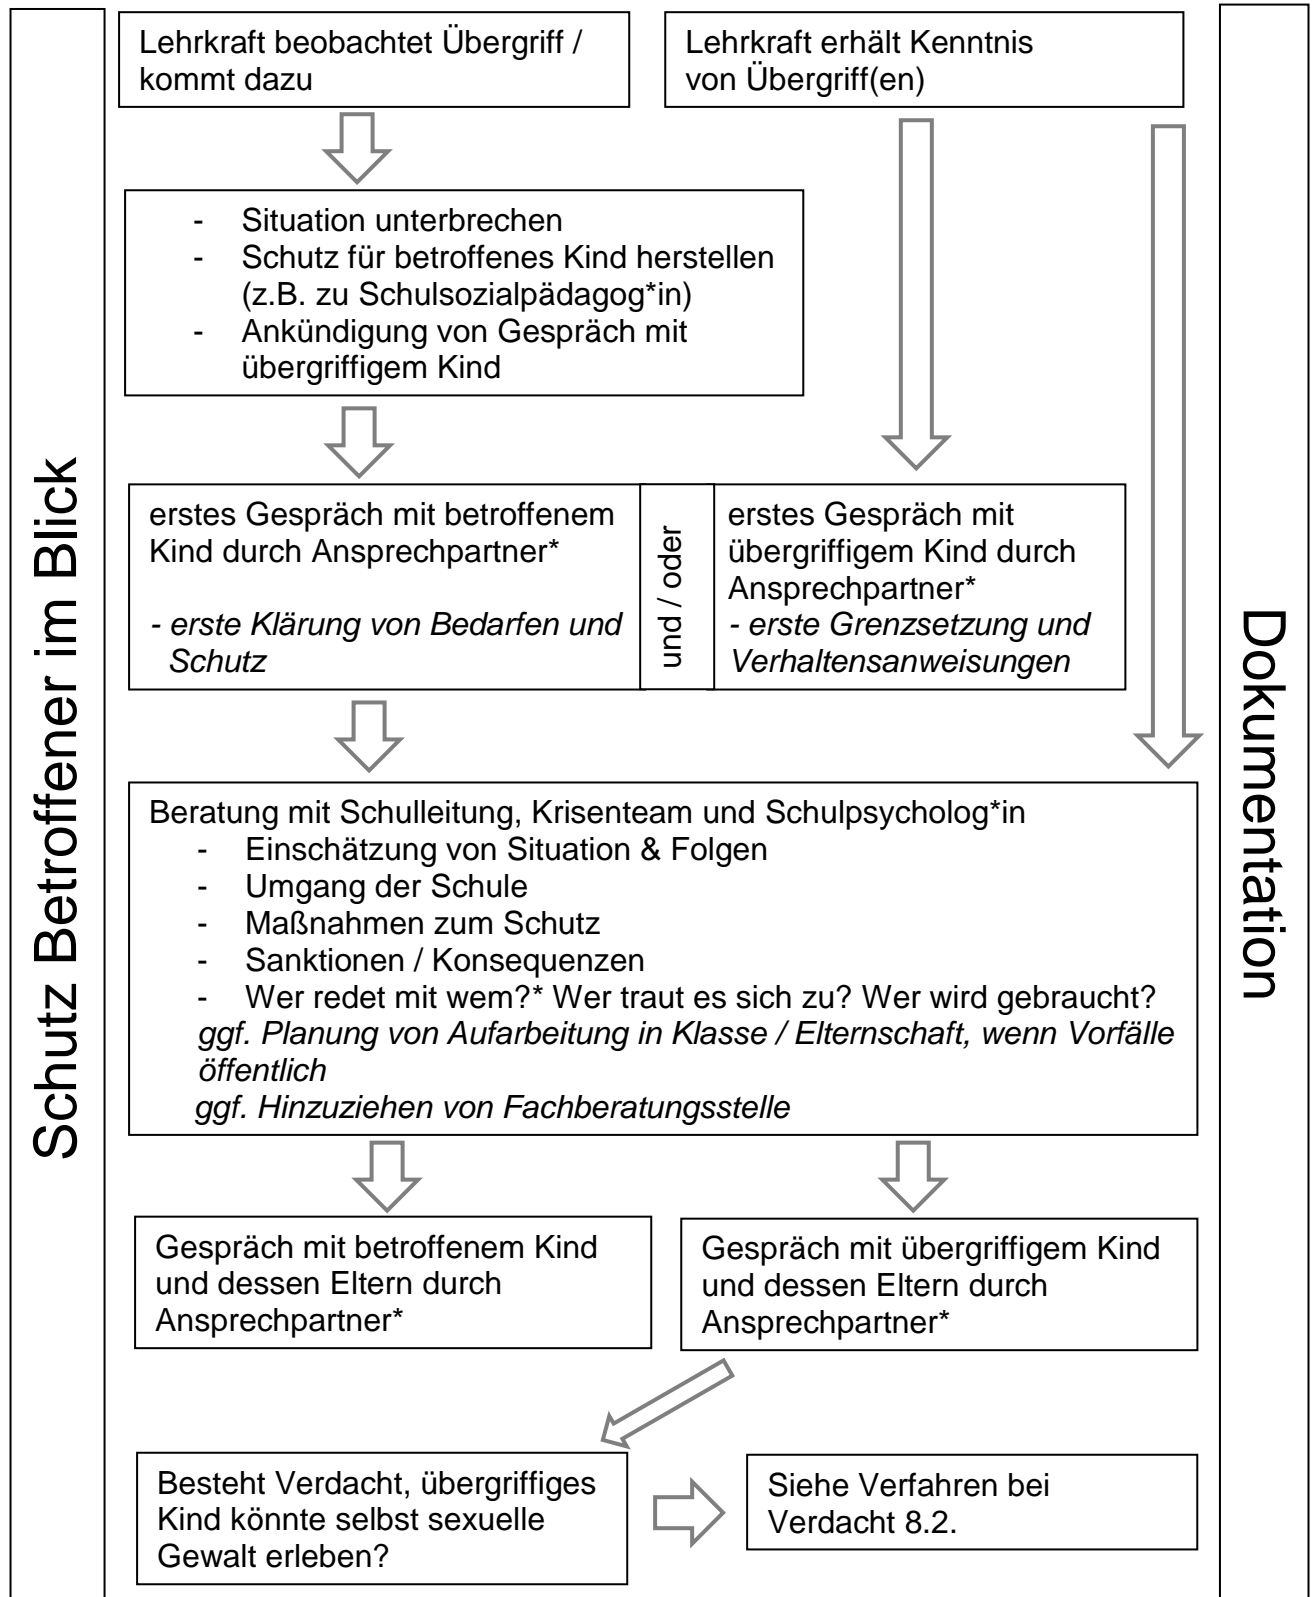 Schutz Betroffener im Blick
Lehrkraft beobachtet Übergriff /
kommt dazu
Lehrkraft erhält Kenntnis
von Übergriff(en)
- Situation unterbrechen
- Schutz für betroffenes Kind herstellen
(z.B. zu Schulsozialpädagog*in)
- Ankündigung von Gespräch mit
übergriffigem Kind
erstes Gespräch mit betroffenem
Kind durch Ansprechpartner*
- erste Klärung von Bedarfen und
Schutz
und / oder
erstes Gespräch mit
übergriffigem Kind durch
Ansprechpartner*
- erste Grenzsetzung und
Verhaltensanweisungen
Beratung mit Schulleitung, Krisenteam und Schulpsycholog*in
- Einschätzung von Situation & Folgen
- Umgang der Schule
- Maßnahmen zum Schutz
- Sanktionen / Konsequenzen
- Wer redet mit wem?* Wer traut es sich zu? Wer wird gebraucht?
ggf. Planung von Aufarbeitung in Klasse / Elternschaft, wenn Vorfälle
öffentlich
ggf. Hinzuziehen von Fachberatungsstelle
Gespräch mit betroffenem Kind
und dessen Eltern durch
Ansprechpartner*
Gespräch mit übergriffigem Kind
und dessen Eltern durch
Ansprechpartner*
Besteht Verdacht, übergriffiges
Kind könnte selbst sexuelle
Gewalt erleben?
Siehe Verfahren bei
Verdacht 8.2.
Dokumentation